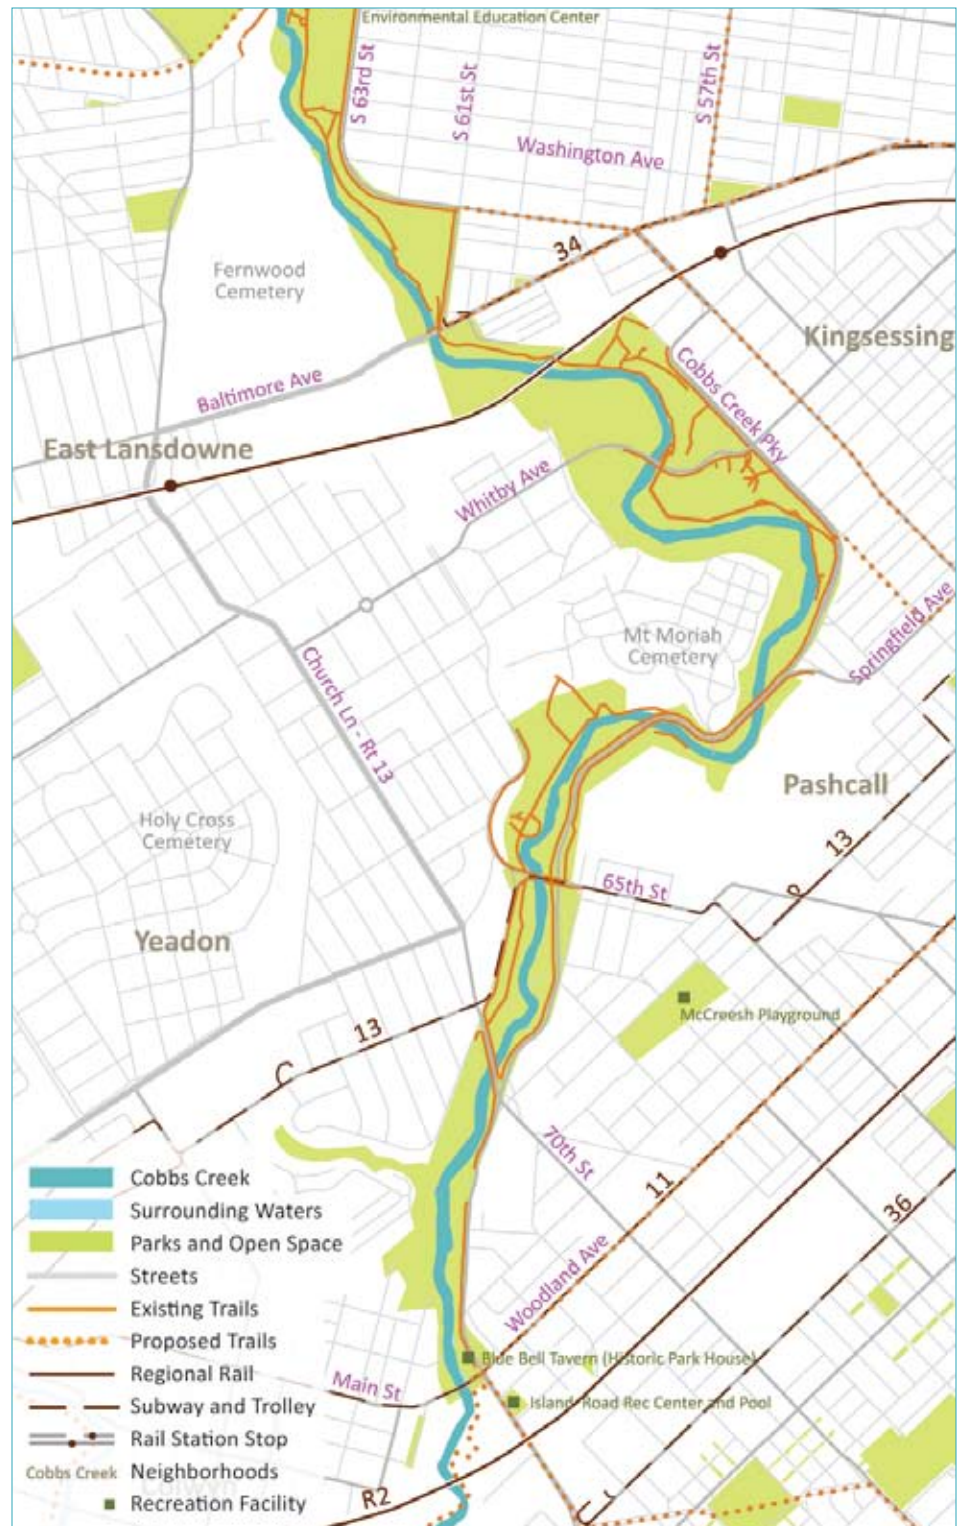 Environmental Education Center
S 63rd St
S 61st St
S 57th St
Washington Ave
34
Fernwood
Cemetery
Kingsessing
Cobbs Creek Pky
Baltimore Ave
East Lansdowne
Whitby Ave
Mt Moriah
Cemetery
Springfield Ave
Church Ln - Rt 13
Pashcall
Holy Cross
Cemetery
13
65th St
Yeadon
McCreesh Playground
13
70th St
11
36
Woodland Ave
Blue Bell Tavern (Historic Park House)
Main St
Island Road Rec Center and Pool
R2
Colwyn
Cobbs Creek
Surrounding Waters
Parks and Open Space
Streets
Existing Trails
Proposed Trails
Regional Rail
Subway and Trolley
Rail Station Stop
Cobbs Creek Neighborhoods
Recreation Facility